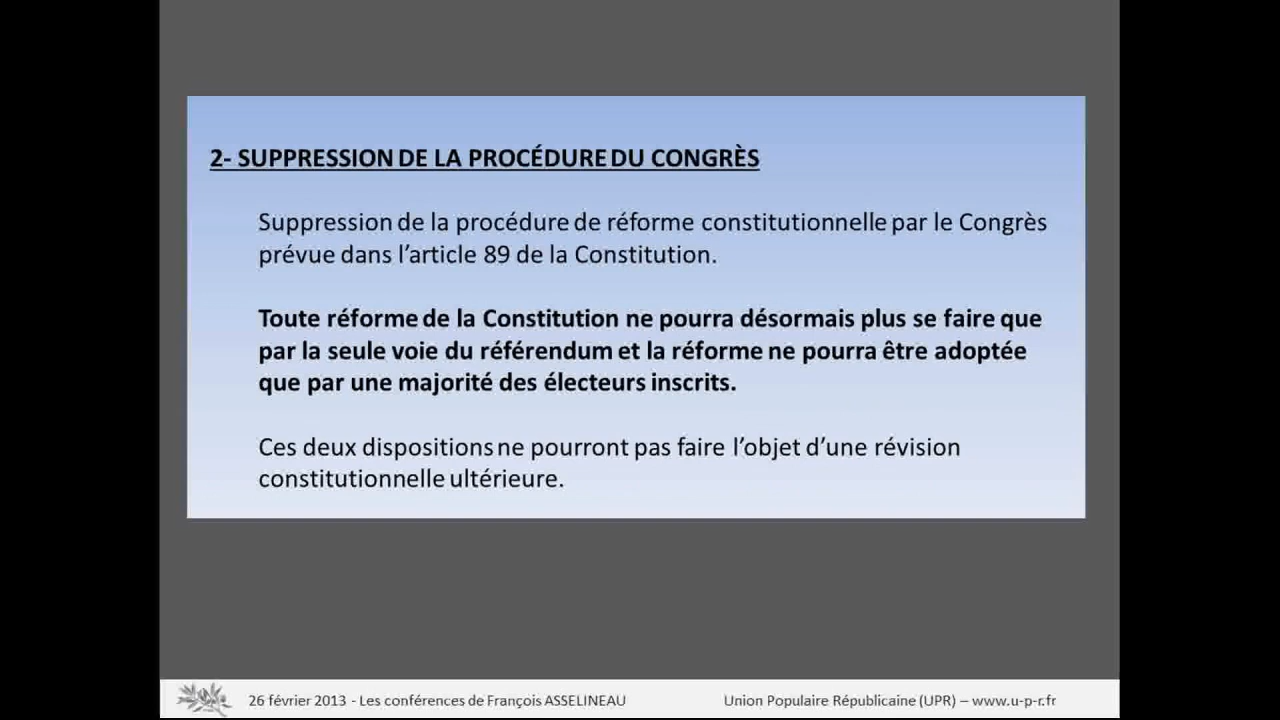 2- SUPPRESSION DE LA PROCÉDURE DU CONGRÈS
Suppression de la procédure de réforme constitutionnelle par le Congrès
prévue dans l’article 89 de la Constitution.
Toute réforme de la Constitution ne pourra désormais plus se faire que
par la seule voie du référendum et la réforme ne pourra être adoptée
que par une majorité des électeurs inscrits.
Ces deux dispositions ne pourront pas faire l’objet d’une révision
constitutionnelle ultérieure.
26 février 2013 - Les conférences de François ASSELINEAU
Union Populaire Républicaine (UPR) – www.u-p-r.fr